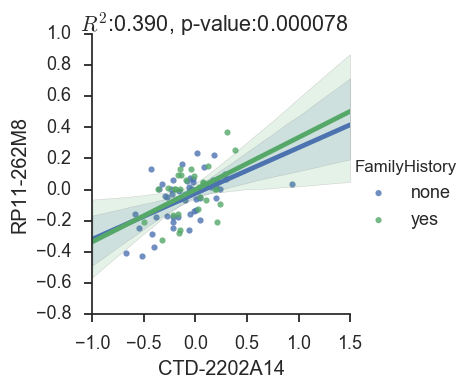 R²:0.390, p-value:0.000078
1.0
0.8
0.6
0.4
0.2
0.0
−0.2
−0.4
−0.6
−0.8
RP11-262M8
−1.0 −0.5 0.0 0.5 1.0 1.5
CTD-2202A14
FamilyHistory
none
yes